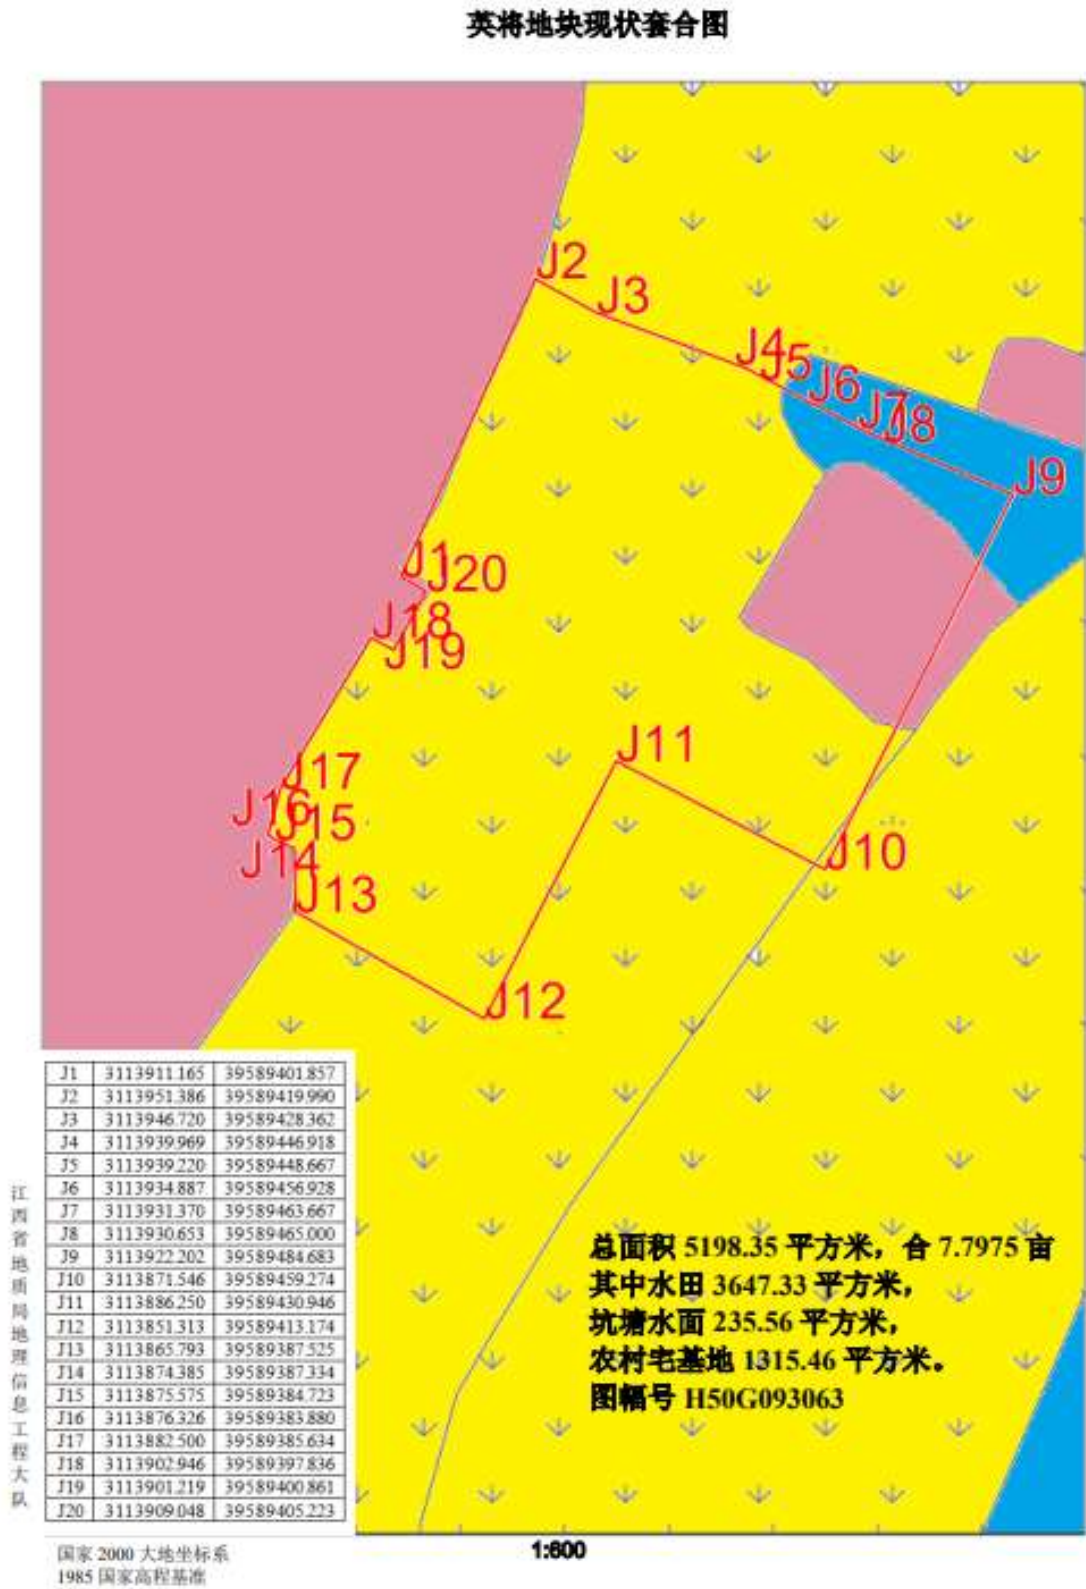 英将地块现状套合图
J2
J3
J4
J5
J6
J7
J8
J9
J1
J20
J18
J19
J11
J17
J16
J15
J14
J10
J13
J12
J1 3113911.165 39589401.857
J2 3113951.386 39589419.990
J3 3113946.720 39589428.362
J4 3113939.969 39589446.918
J5 3113939.220 39589448.667
J6 3113934.887 39589456.928
J7 3113931.370 39589463.667
J8 3113930.653 39589465.000
J9 3113922.202 39589484.683
J10 3113871.546 39589459.274
J11 3113886.250 39589430.946
J12 3113851.313 39589413.174
J13 3113865.793 39589387.525
J14 3113874.385 39589387.334
J15 3113875.575 39589384.723
J16 3113876.326 39589383.880
J17 3113882.500 39589385.634
J18 3113902.946 39589397.836
J19 3113901.219 39589400.861
J20 3113909.048 39589405.223
江西省地质局地理信息工程大队
总面积 5198.35 平方米，合 7.7975 亩
其中水田 3647.33 平方米，
坑塘水面 235.56 平方米，
农村宅基地 1315.46 平方米。
图幅号 H50G093063
国家 2000 大地坐标系
1985 国家高程基准
1:600